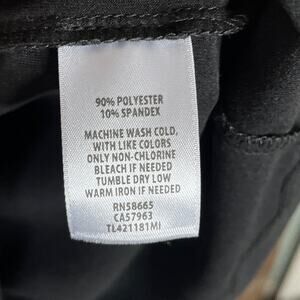 90% POLYESTER
10% SPANDEX
MACHINE WASH COLD,
WITH LIKE COLORS
ONLY NON-CHLORINE
BLEACH IF NEEDED
TUMBLE DRY LOW
WARM IRON IF NEEDED
RN58665
CA57963
TL421181MI